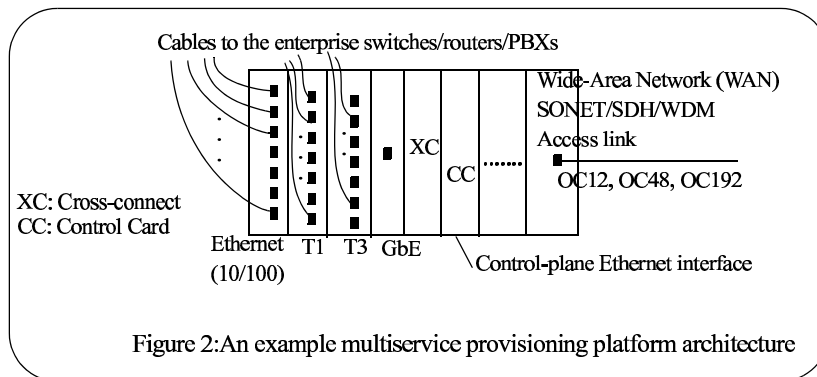 Cables to the enterprise switches/routers/PBXs
Wide-Area Network (WAN)
SONET/SDH/WDM
Access link
XC
CC
OC12, OC48, OC192
XC: Cross-connect
CC: Control Card
Ethernet
(10/100)
T1
T3
GbE
Control-plane Ethernet interface
Figure 2:An example multiservice provisioning platform architecture